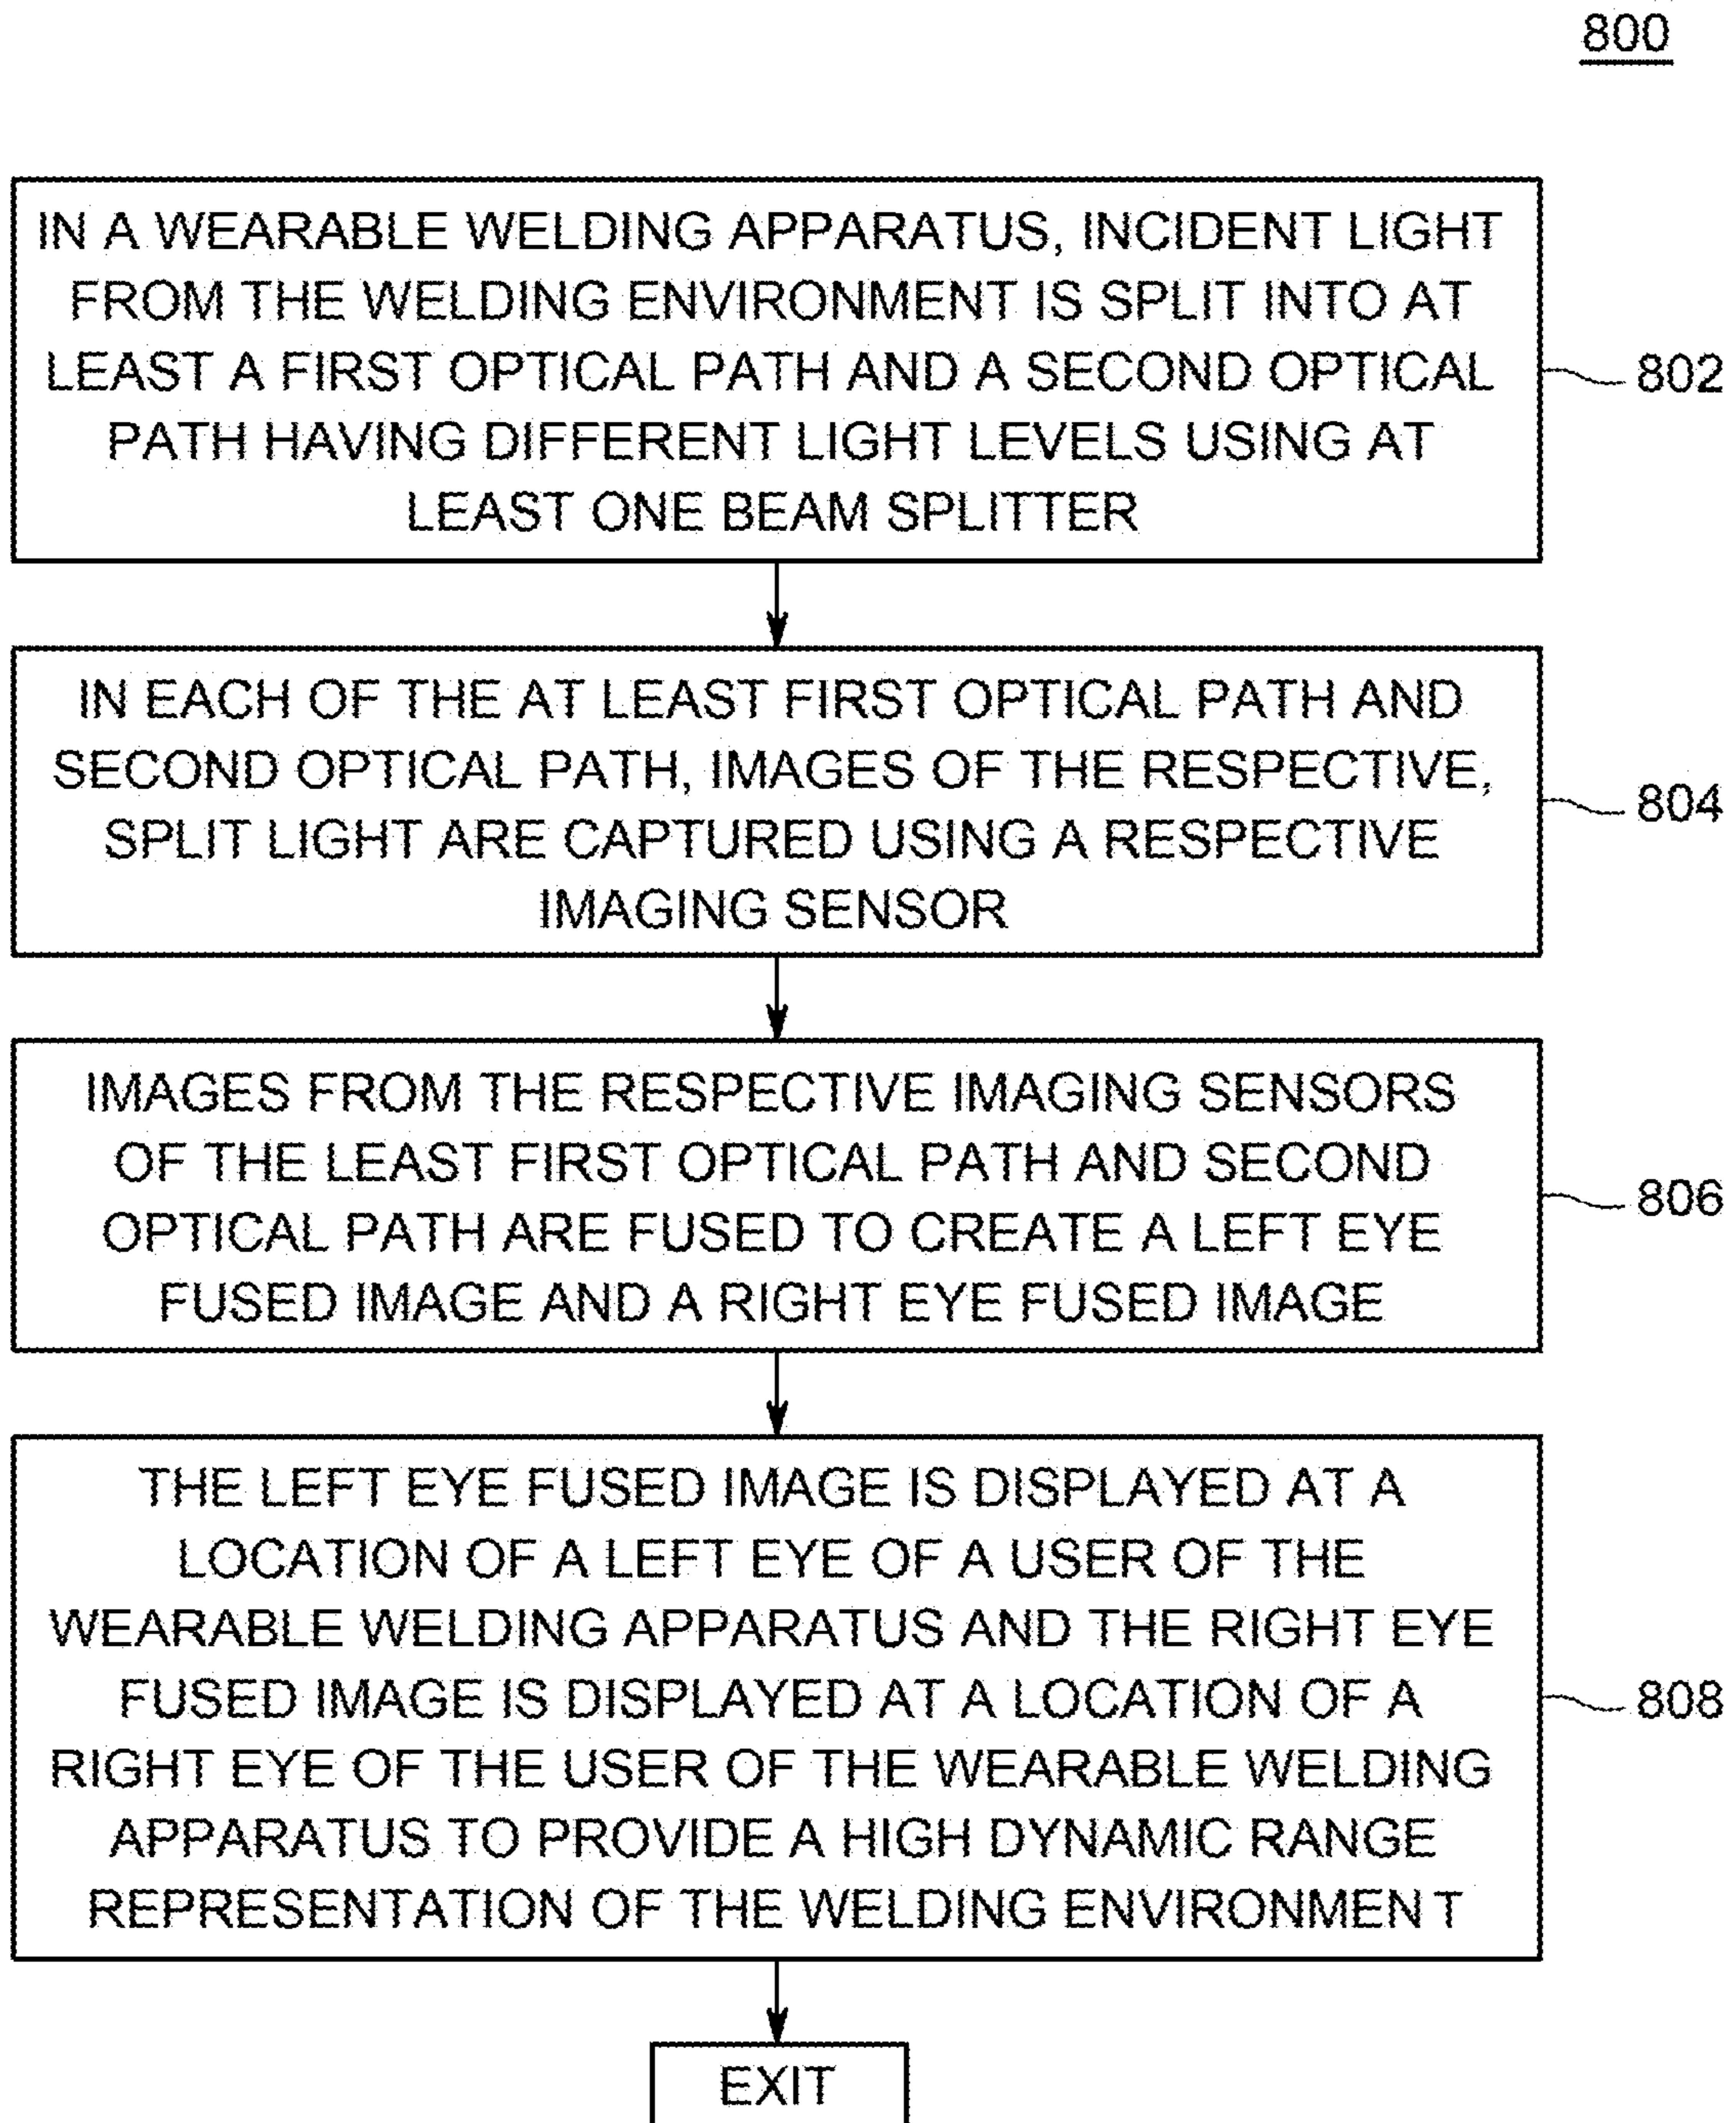 800
IN A WEARABLE WELDING APPARATUS, INCIDENT LIGHT
FROM THE WELDING ENVIRONMENT IS SPLIT INTO AT
LEAST A FIRST OPTICAL PATH AND A SECOND OPTICAL
PATH HAVING DIFFERENT LIGHT LEVELS USING AT
LEAST ONE BEAM SPLITTER
802
IN EACH OF THE AT LEAST FIRST OPTICAL PATH AND
SECOND OPTICAL PATH, IMAGES OF THE RESPECTIVE,
SPLIT LIGHT ARE CAPTURED USING A RESPECTIVE
IMAGING SENSOR
804
IMAGES FROM THE RESPECTIVE IMAGING SENSORS
OF THE LEAST FIRST OPTICAL PATH AND SECOND
OPTICAL PATH ARE FUSED TO CREATE A LEFT EYE
FUSED IMAGE AND A RIGHT EYE FUSED IMAGE
806
THE LEFT EYE FUSED IMAGE IS DISPLAYED AT A
LOCATION OF A LEFT EYE OF A USER OF THE
WEARABLE WELDING APPARATUS AND THE RIGHT EYE
FUSED IMAGE IS DISPLAYED AT A LOCATION OF A
RIGHT EYE OF THE USER OF THE WEARABLE WELDING
APPARATUS TO PROVIDE A HIGH DYNAMIC RANGE
REPRESENTATION OF THE WELDING ENVIRONMENT
808
EXIT